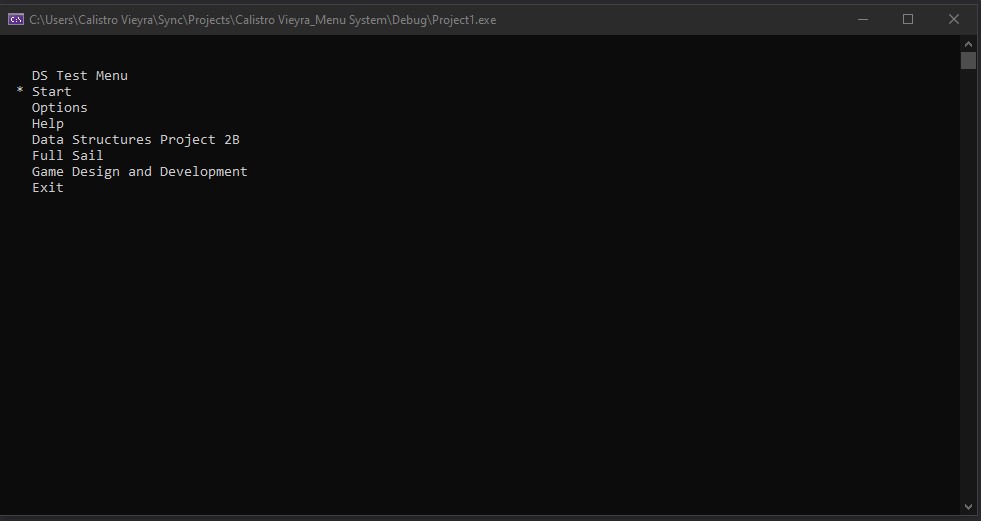 C:\Users\Calistro Vieyra\Sync\Projects\Calistro Vieyra_Menu System\Debug\Project1.exe
DS Test Menu
* Start
Options
Help
Data Structures Project 2B
Full Sail
Game Design and Development
Exit